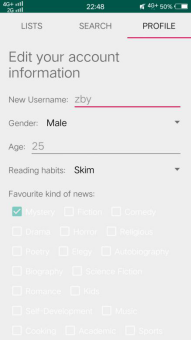 4G+ 2G 22:48 4G+ 50%
LISTS SEARCH PROFILE
Edit your account
information
New Username: zby
Gender: Male
Age: 25
Reading habits: Skim
Favourite kind of news:
Mystery Fiction Comedy
Drama Horror Religious
Poetry Elegy Autobiography
Biography Science Fiction
Romance Kids
Self Development Music
Cooking Academic Sports